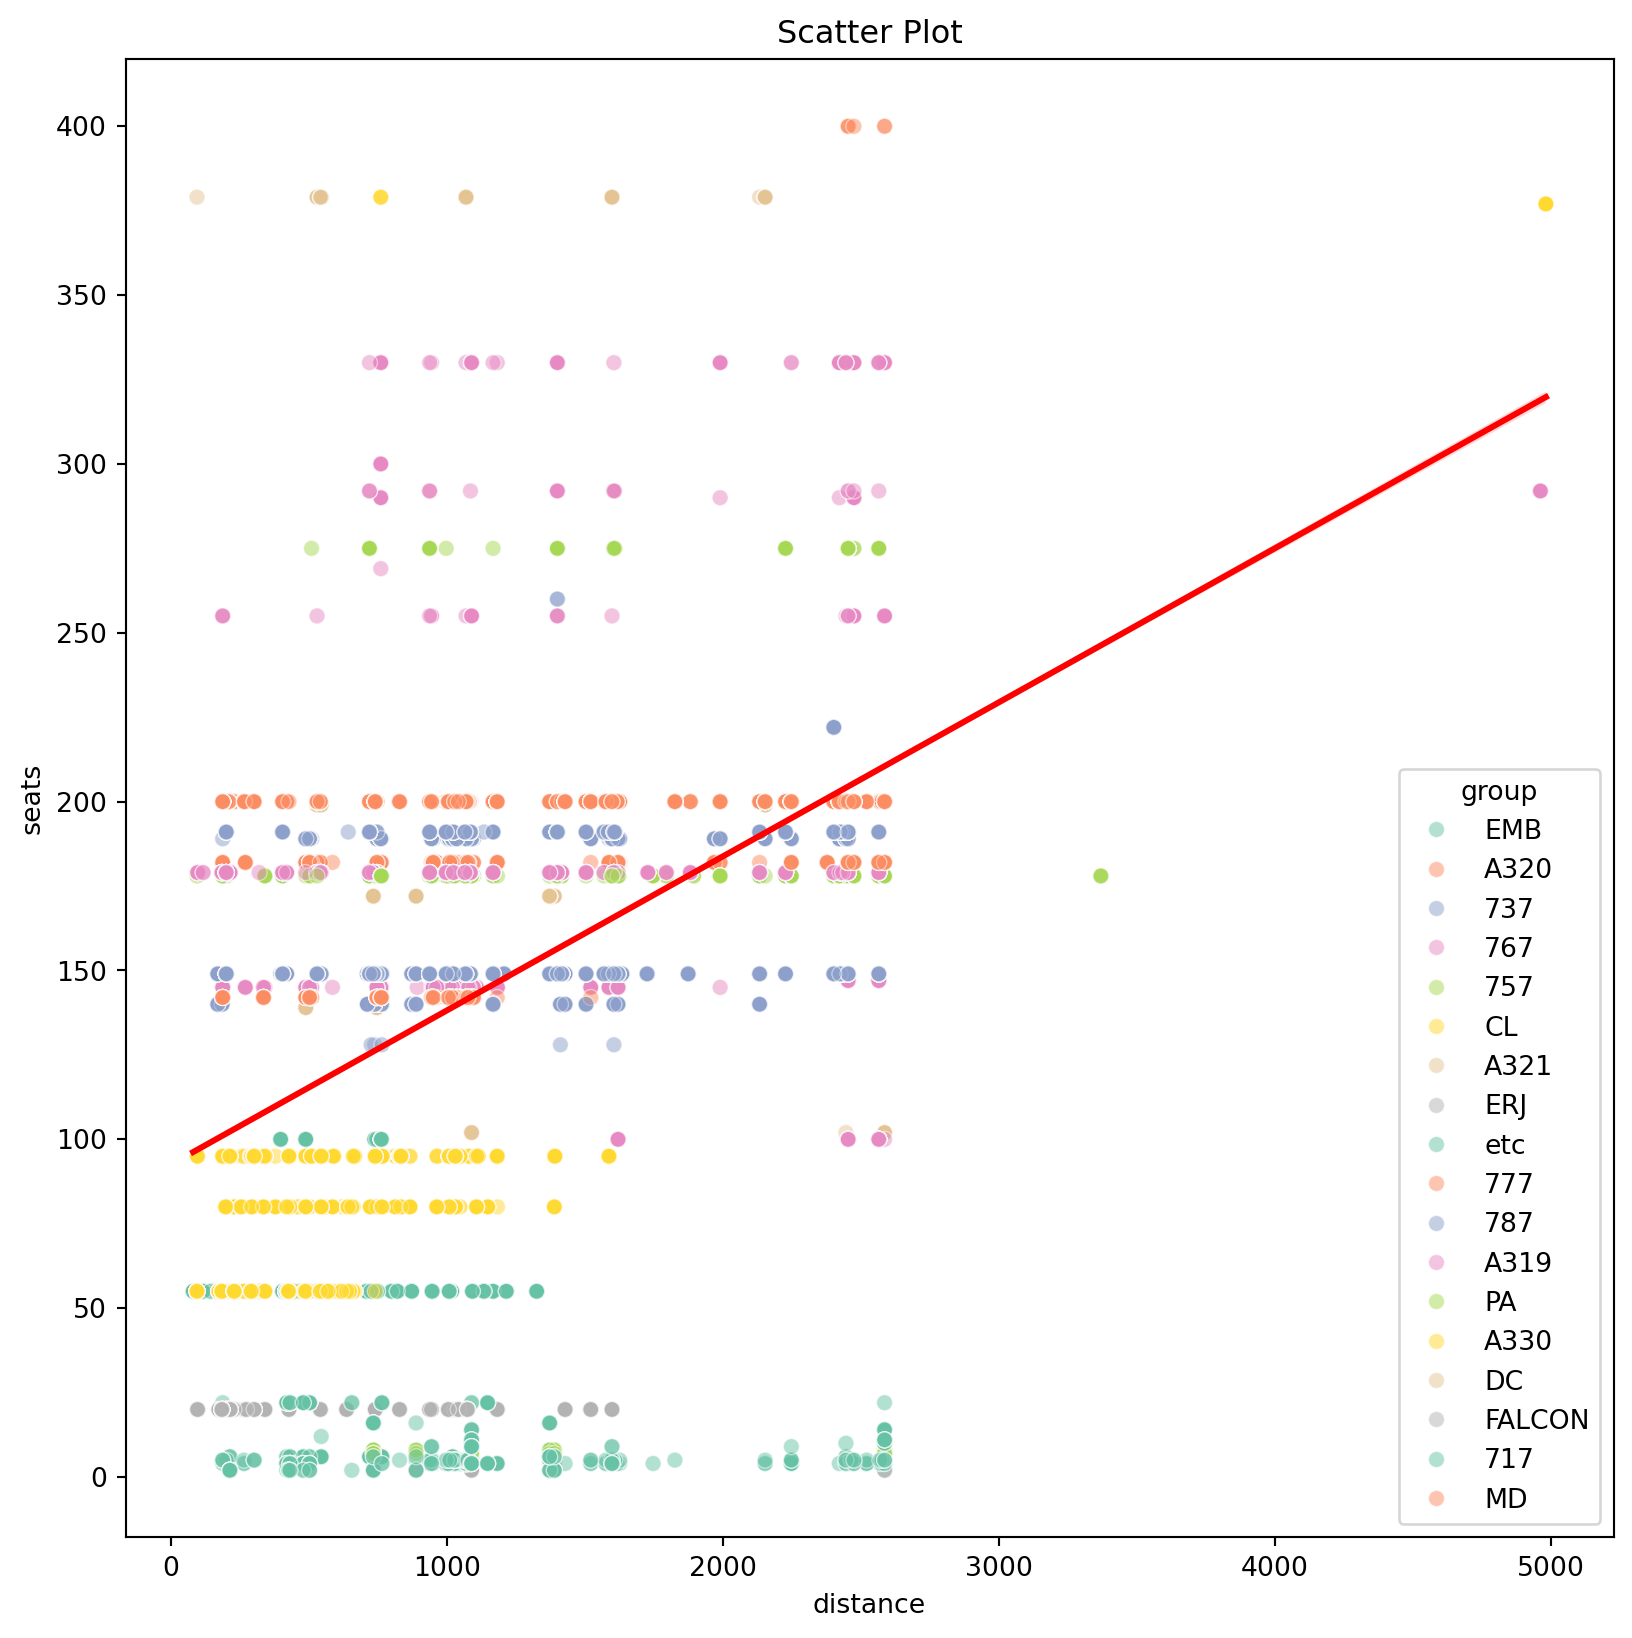 Scatter Plot
400
350
300
250
200
150
100
50
0
seats
0 1000 2000 3000 4000 5000
distance
group
EMB
A320
737
767
757
CL
A321
ERJ
etc
777
787
A319
PA
A330
DC
FALCON
717
MD